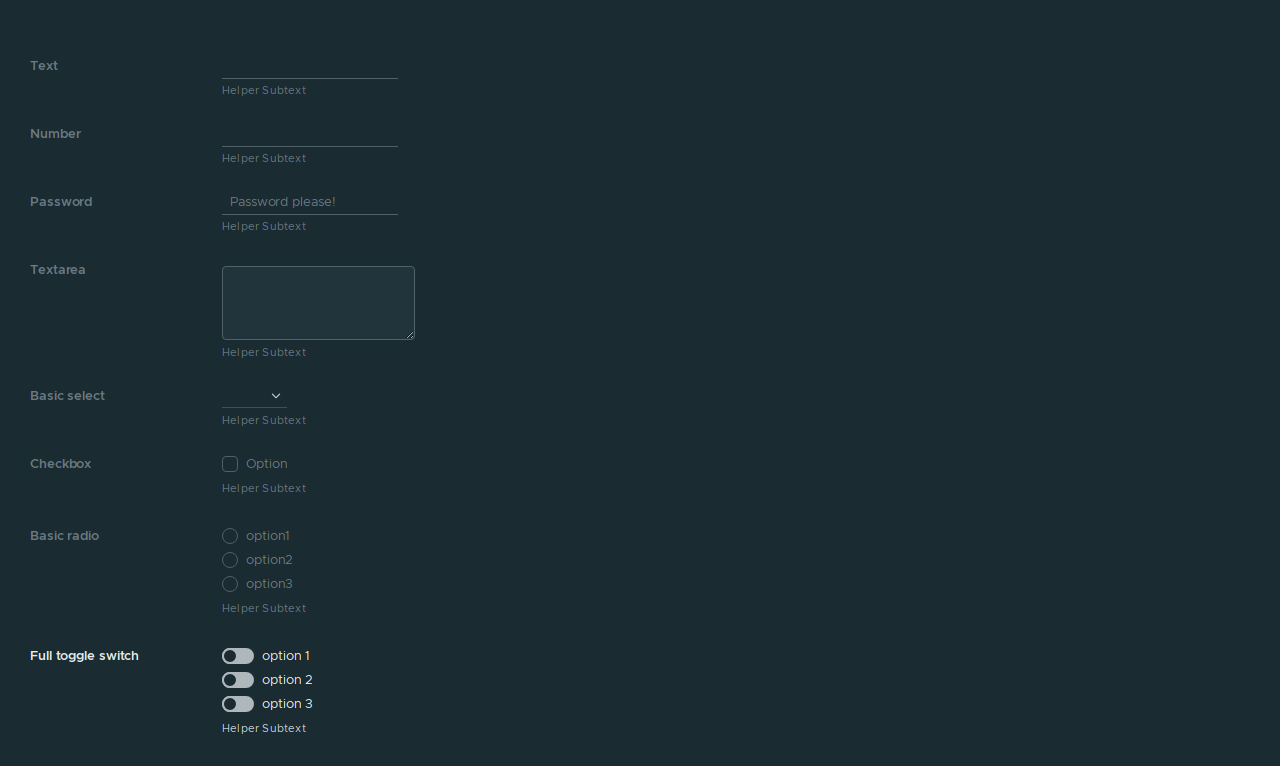 Text
Helper Subtext
Number
Helper Subtext
Password
Password please!
Helper Subtext
Textarea
Helper Subtext
Basic select
Helper Subtext
Checkbox
Option
Helper Subtext
Basic radio
option1
option2
option3
Helper Subtext
Full toggle switch
option 1
option 2
option 3
Helper Subtext